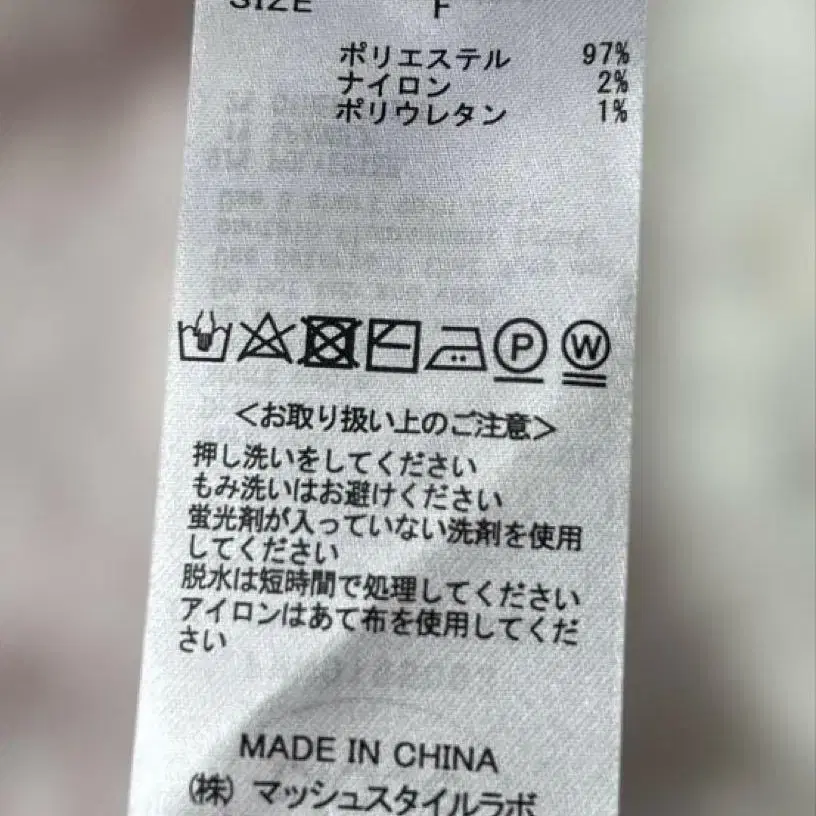 SIZE F
ポリエステル 97%
ナイロン 2%
ポリウレタン 1%
P W
<お取り扱い上のご注意>
押し洗いをしてください
もみ洗いはお避けください
蛍光剤が入っていない洗剤を使用
してください
脱水は短時間で処理してください
アイロンはあて布を使用してくだ
さい
MADE IN CHINA
(株) マッシュスタイルラボ